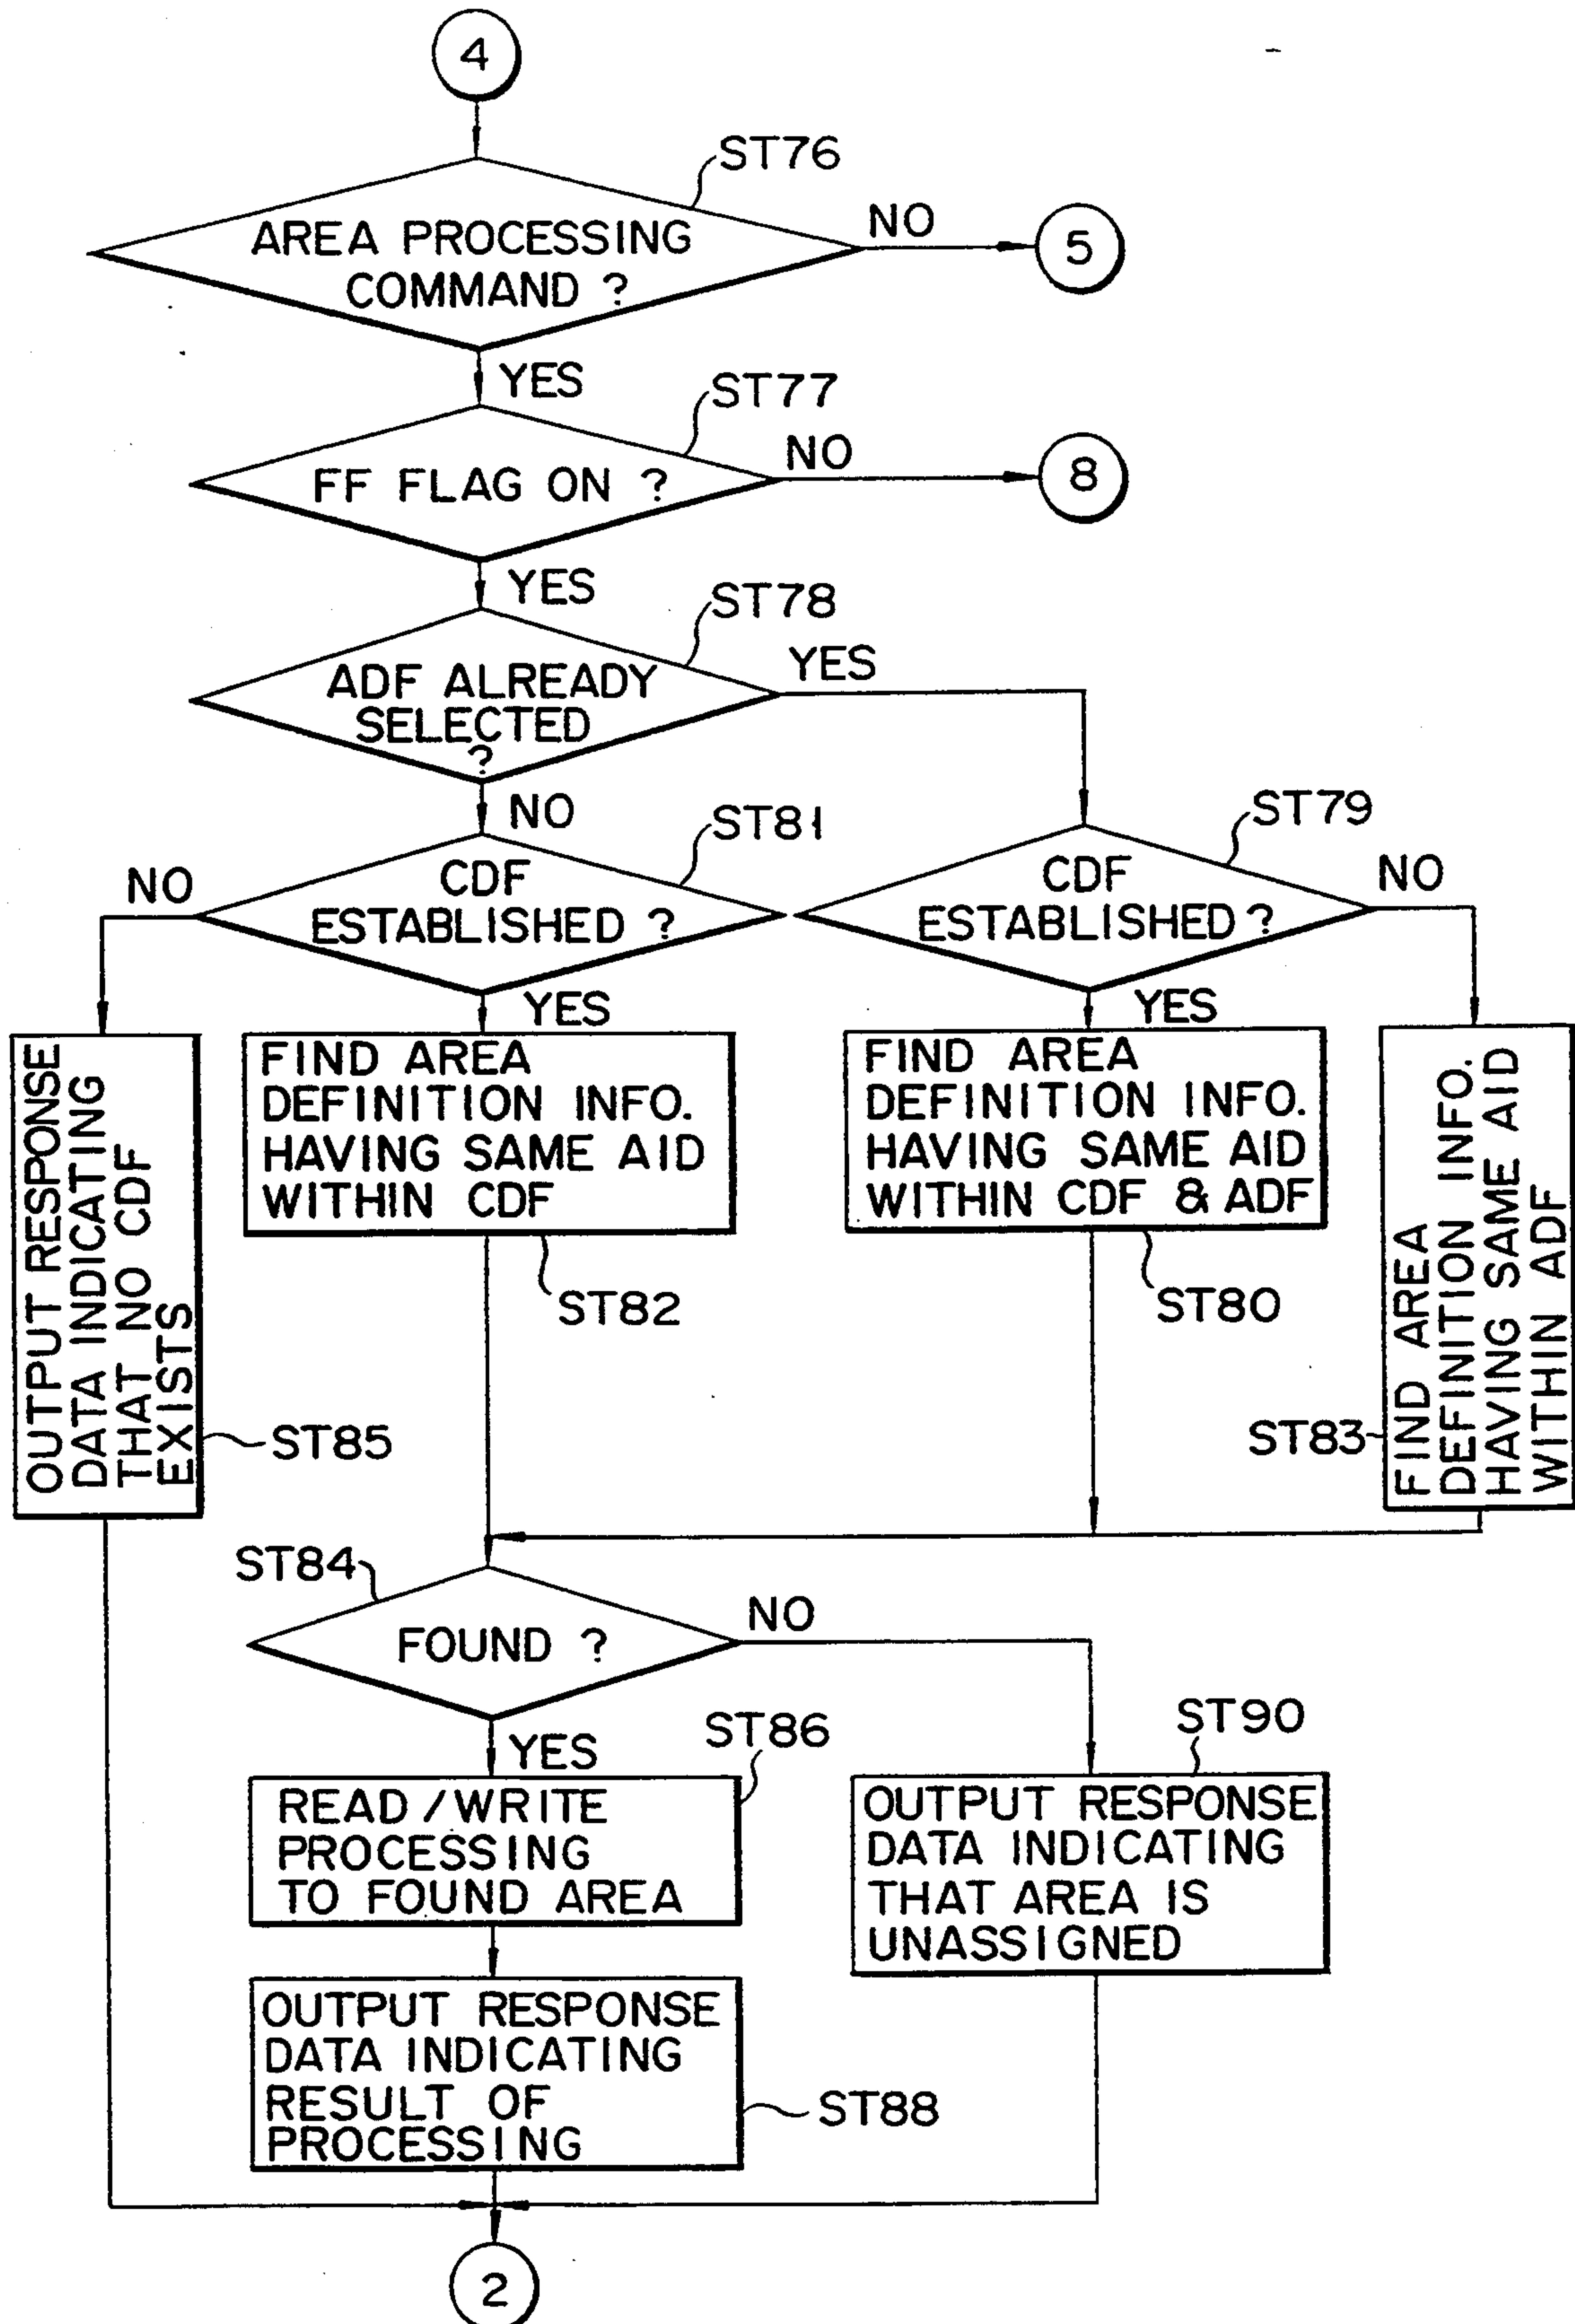 4
ST76
AREA PROCESSING
COMMAND ?
NO
5
YES
ST77
FF FLAG ON ?
NO
8
YES
ST78
ADF ALREADY
SELECTED
?
YES
NO
ST81
CDF
ESTABLISHED ?
NO
ST79
CDF
ESTABLISHED ?
NO
YES
YES
OUTPUT RESPONSE
DATA INDICATING
THAT NO CDF
EXISTS
ST85
FIND AREA
DEFINITION INFO.
HAVING SAME AID
WITHIN CDF
ST82
FIND AREA
DEFINITION INFO.
HAVING SAME AID
WITHIN CDF & ADF
ST80
FIND AREA
DEFINITION INFO.
HAVING SAME AID
WITHIN ADF
ST83
ST84
FOUND ?
NO
YES
ST86
READ / WRITE
PROCESSING
TO FOUND AREA
ST90
OUTPUT RESPONSE
DATA INDICATING
THAT AREA IS
UNASSIGNED
OUTPUT RESPONSE
DATA INDICATING
RESULT OF
PROCESSING
ST88
2